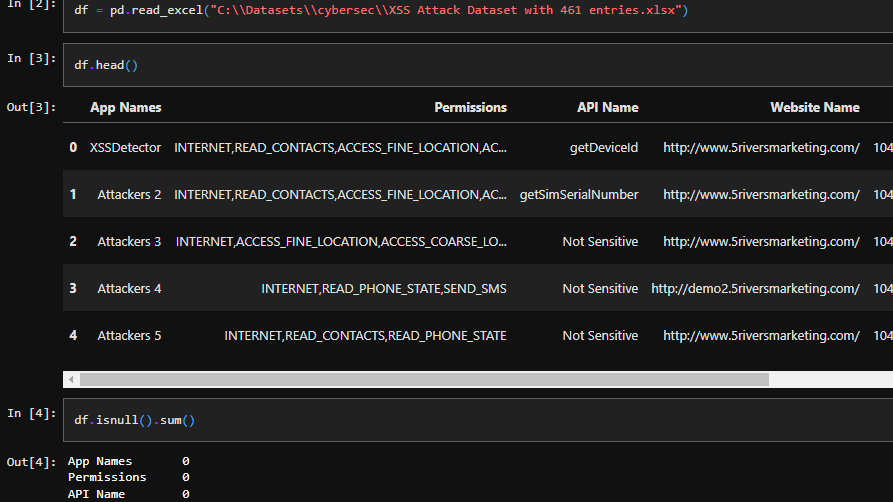 In [2]: df = pd.read_excel("C:\\Datasets\\cybersec\\XSS Attack Dataset with 461 entries.xlsx")
In [3]: df.head()
Out[3]: App Names Permissions API Name Website Name
0 XSSDetector INTERNET,READ_CONTACTS,ACCESS_FINE_LOCATION,AC... getDeviceId http://www.5riversmarketing.com/ 104
1 Attackers 2 INTERNET,READ_CONTACTS,ACCESS_FINE_LOCATION,AC... getSimSerialNumber http://www.5riversmarketing.com/ 104
2 Attackers 3 INTERNET,ACCESS_FINE_LOCATION,ACCESS_COARSE_LO... Not Sensitive http://www.5riversmarketing.com/ 104
3 Attackers 4 INTERNET,READ_PHONE_STATE,SEND_SMS Not Sensitive http://demo2.5riversmarketing.com/ 104
4 Attackers 5 INTERNET,READ_CONTACTS,READ_PHONE_STATE Not Sensitive http://www.5riversmarketing.com/ 104
In [4]: df.isnull().sum()
Out[4]: App Names 0
Permissions 0
API Name 0